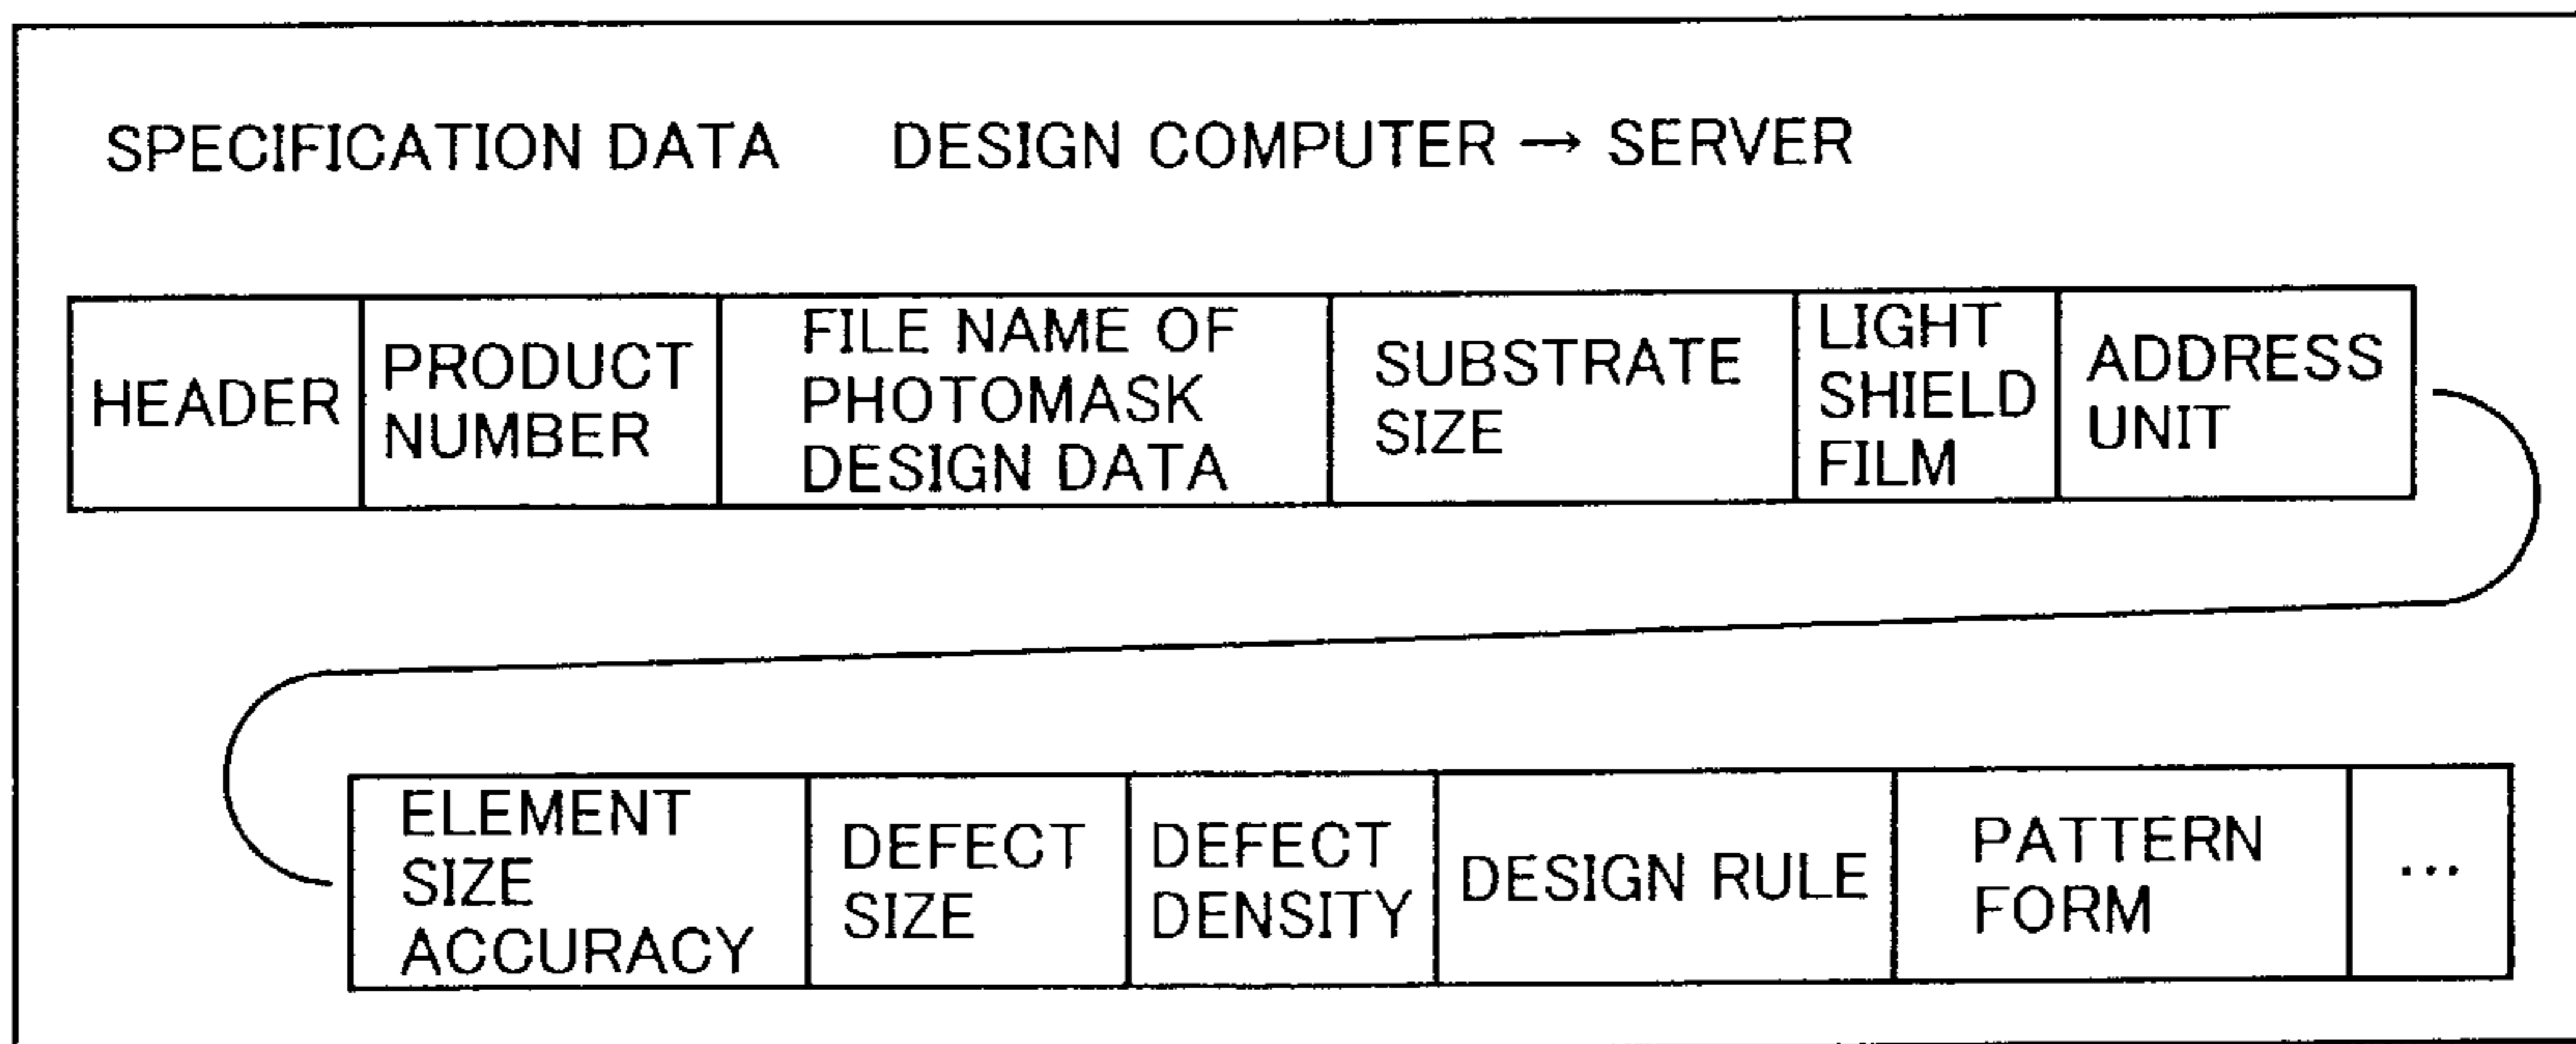 SPECIFICATION DATA DESIGN COMPUTER → SERVER
HEADER
PRODUCT
NUMBER
FILE NAME OF
PHOTOMASK
DESIGN DATA
SUBSTRATE
SIZE
LIGHT
SHIELD
FILM
ADDRESS
UNIT
ELEMENT
SIZE
ACCURACY
DEFECT
SIZE
DEFECT
DENSITY
DESIGN RULE
PATTERN
FORM
...